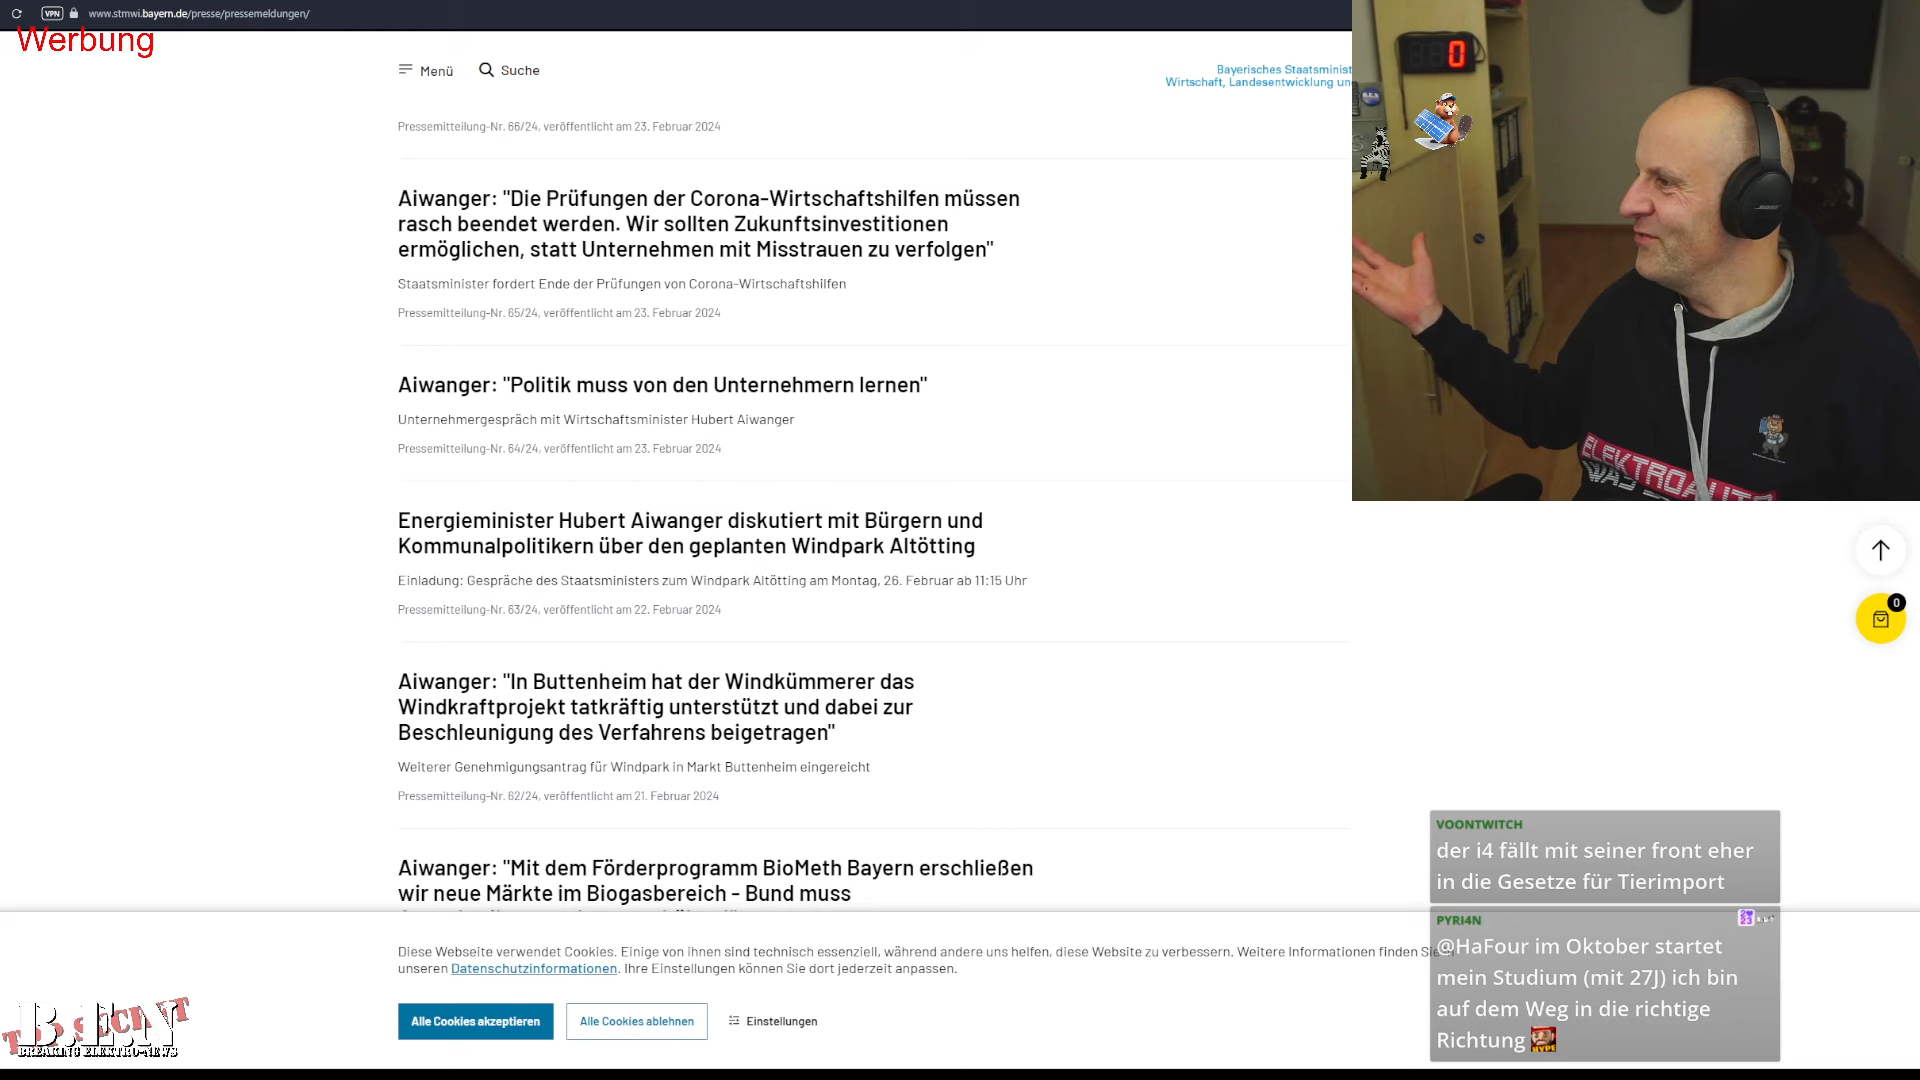 www.stmwi.bayern.de/presse/pressemeldungen/
VPN
Werbung
Menü
Suche
Bayerisches Staatsminist
Wirtschaft, Landesentwicklung un
0
Pressemitteilung-Nr. 66/24, veröffentlicht am 23. Februar 2024
Aiwanger: "Die Prüfungen der Corona-Wirtschaftshilfen müssen
rasch beendet werden. Wir sollten Zukunftsinvestitionen
ermöglichen, statt Unternehmen mit Misstrauen zu verfolgen"
Staatsminister fordert Ende der Prüfungen von Corona-Wirtschaftshilfen
Pressemitteilung-Nr. 65/24, veröffentlicht am 23. Februar 2024
Aiwanger: "Politik muss von den Unternehmern lernen"
Unternehmergespräch mit Wirtschaftsminister Hubert Aiwanger
Pressemitteilung-Nr. 64/24, veröffentlicht am 23. Februar 2024
BOSE
ELEKTROAUTO
WAS
Energieminister Hubert Aiwanger diskutiert mit Bürgern und
Kommunalpolitikern über den geplanten Windpark Altötting
Einladung: Gespräche des Staatsministers zum Windpark Altötting am Montag, 26. Februar ab 11:15 Uhr
Pressemitteilung-Nr. 63/24, veröffentlicht am 22. Februar 2024
0
Aiwanger: "In Buttenheim hat der Windkümmerer das
Windkraftprojekt tatkräftig unterstützt und dabei zur
Beschleunigung des Verfahrens beigetragen"
Weiterer Genehmigungsantrag für Windpark in Markt Buttenheim eingereicht
Pressemitteilung-Nr. 62/24, veröffentlicht am 21. Februar 2024
Aiwanger: "Mit dem Förderprogramm BioMeth Bayern erschließen
wir neue Märkte im Biogasbereich - Bund muss
Diese Webseite verwendet Cookies. Einige von ihnen sind technisch essenziell, während andere uns helfen, diese Website zu verbessern. Weitere Informationen finden Sie
unseren Datenschutzinformationen. Ihre Einstellungen können Sie dort jederzeit anpassen.
Alle Cookies akzeptieren
Alle Cookies ablehnen
Einstellungen
VOONTWITCH
der i4 fällt mit seiner front eher
in die Gesetze für Tierimport
PYRI4N
@HaFour im Oktober startet
mein Studium (mit 27J) ich bin
auf dem Weg in die richtige
Richtung
HYPE
BREAKING ELEKTRO-NEWS